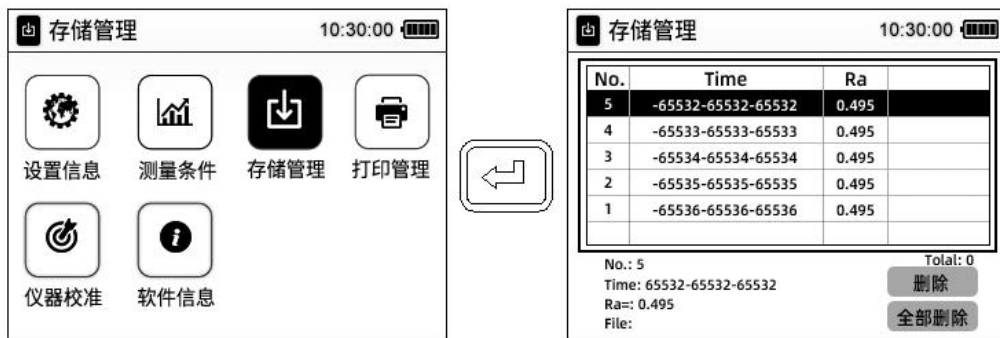 存储管理 10:30:00
设置信息 测量条件 存储管理 打印管理
仪器校准 软件信息
存储管理 10:30:00
No. Time Ra
5 -65532-65532-65532 0.495
4 -65533-65533-65533 0.495
3 -65534-65534-65534 0.495
2 -65535-65535-65535 0.495
1 -65536-65536-65536 0.495
No.: 5
Tolal: 0
Time: 65532-65532-65532
删除
Ra=: 0.495
File:
全部删除